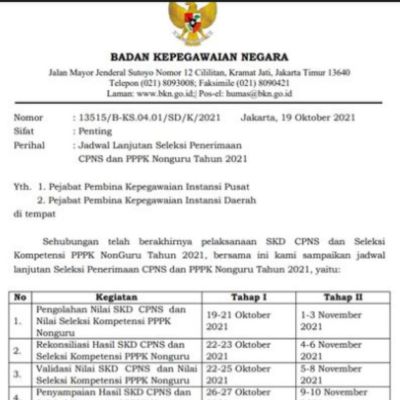 BADAN KEPEGAWAIAN NEGARA
Jalan Mayor Jenderal Sutoyo Nomor 12 Cililitan, Kramat Jati, Jakarta Timur 13640
Telepon (021) 8093008; Faksimile (021) 8090421
Laman: www.bkn.go.id; Pos-el: humas@bkn.go.id
Nomor : 13515/B-KS.04.01/SD/K/2021 Jakarta, 19 Oktober 2021
Sifat : Penting
Perihal : Jadwal Lanjutan Seleksi Penerimaan
CPNS dan PPPK Nonguru Tahun 2021
Yth. 1. Pejabat Pembina Kepegawaian Instansi Pusat
2. Pejabat Pembina Kepegawaian Instansi Daerah
di tempat
Sehubungan telah berakhirnya pelaksanaan SKD CPNS dan Seleksi
Kompetensi PPPK NonGuru Tahun 2021, bersama ini kami sampaikan jadwal
lanjutan Seleksi Penerimaan CPNS dan PPPK Nonguru Tahun 2021, yaitu:
No Kegiatan Tahap I Tahap II
1. Pengolahan Nilai SKD CPNS dan Nilai Seleksi Kompetensi PPPK Nonguru 19-21 Oktober 2021 1-3 November 2021
2. Rekonsiliasi Hasil SKD CPNS dan Seleksi Kompetensi PPPK Nonguru 22-23 Oktober 2021 4-6 November 2021
3. Validasi Nilai SKD CPNS dan Nilai Seleksi Kompetensi PPPK Nonguru 22-25 Oktober 2021 5-8 November 2021
Penyampaian Hasil SKD CPNS dan 26-27 Oktober 9-10 November